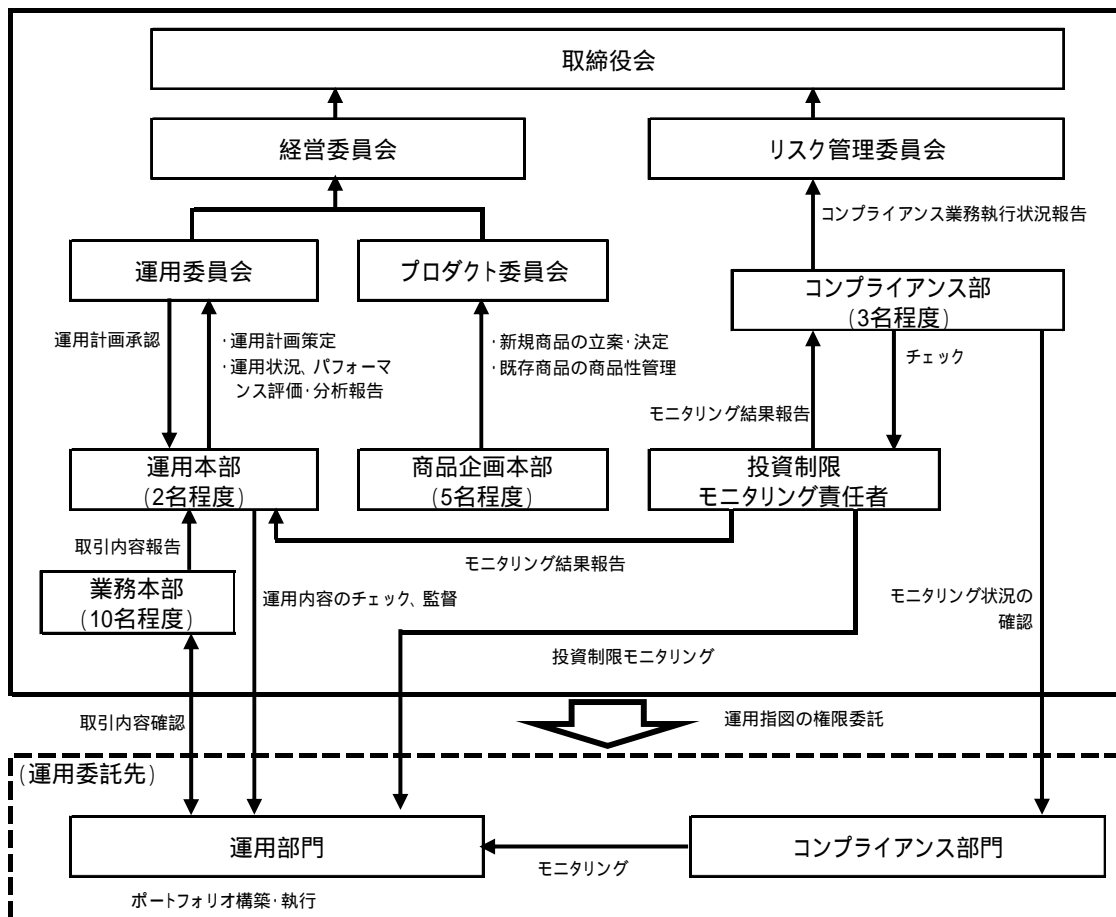 取締役会
経営委員会
リスク管理委員会
コンプライアンス業務執行状況報告
運用委員会
プロダクト委員会
コンプライアンス部
(3名程度)
運用計画承認
・運用計画策定
・運用状況、パフォーマ
ンス評価・分析報告
・新規商品の立案・決定
・既存商品の商品性管理
チェック
モニタリング結果報告
運用本部
(2名程度)
商品企画本部
(5名程度)
投資制限
モニタリング責任者
取引内容報告
モニタリング結果報告
業務本部
(10名程度)
運用内容のチェック、監督
モニタリング状況の
確認
投資制限モニタリング
取引内容確認
運用指図の権限委託
(運用委託先)
運用部門
モニタリング
コンプライアンス部門
ポートフォリオ構築・執行